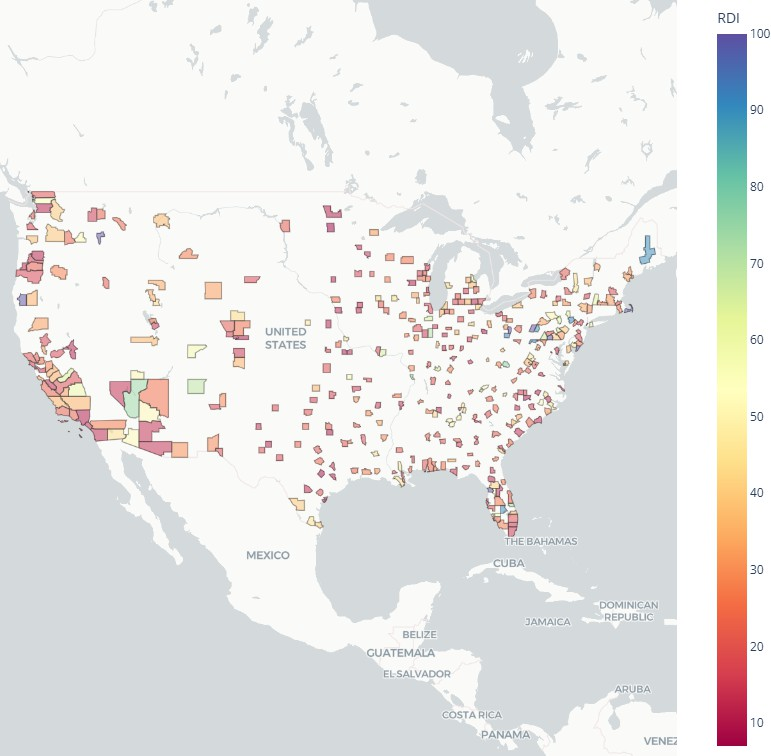 RDI
100
90
80
70
60
50
40
30
20
10
UNITED
STATES
MEXICO
THE BAHAMAS
CUBA
DOMINICAN
REPUBLIC
JAMAICA
BELIZE
GUATEMALA
EL SALVADOR
ARUBA
COSTA RICA
PANAMA
VENEZ